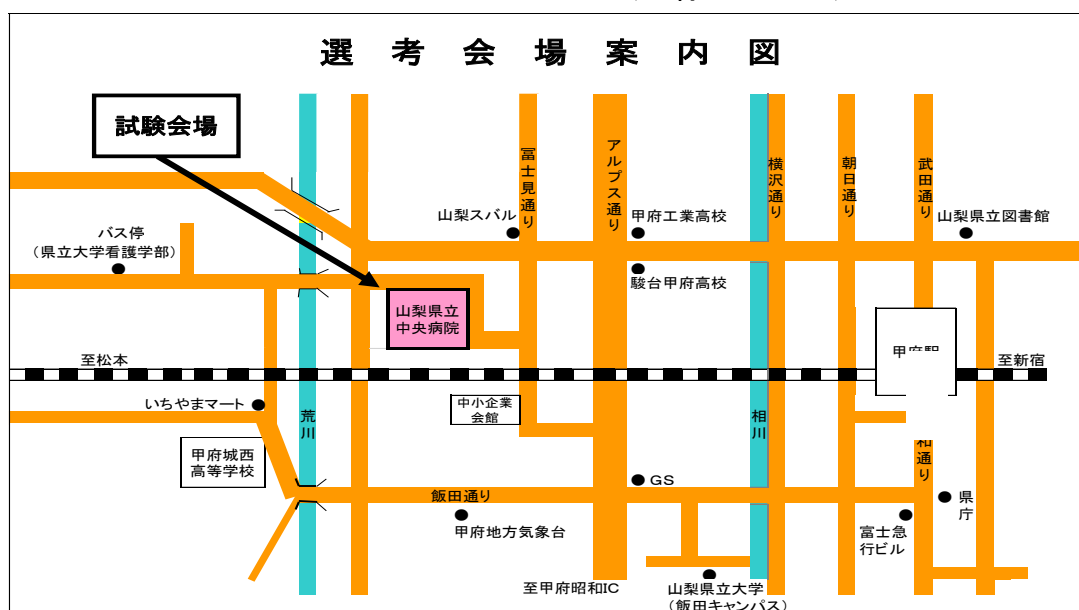 選考会場案内図
試験会場
富士見通り
アルプス通り
横沢通り
朝日通り
武田通り
山梨スバル
甲府工業高校
山梨県立図書館
バス停
（県立大学看護学部）
駿台甲府高校
山梨県立
中央病院
至松本
甲府駅
至新宿
いちやまマート
荒川
中小企業
会館
相川
甲府城西
高等学校
和通り
GS
飯田通り
県庁
甲府地方気象台
富士急
行ビル
至甲府昭和IC
山梨県立大学
（飯田キャンパス）